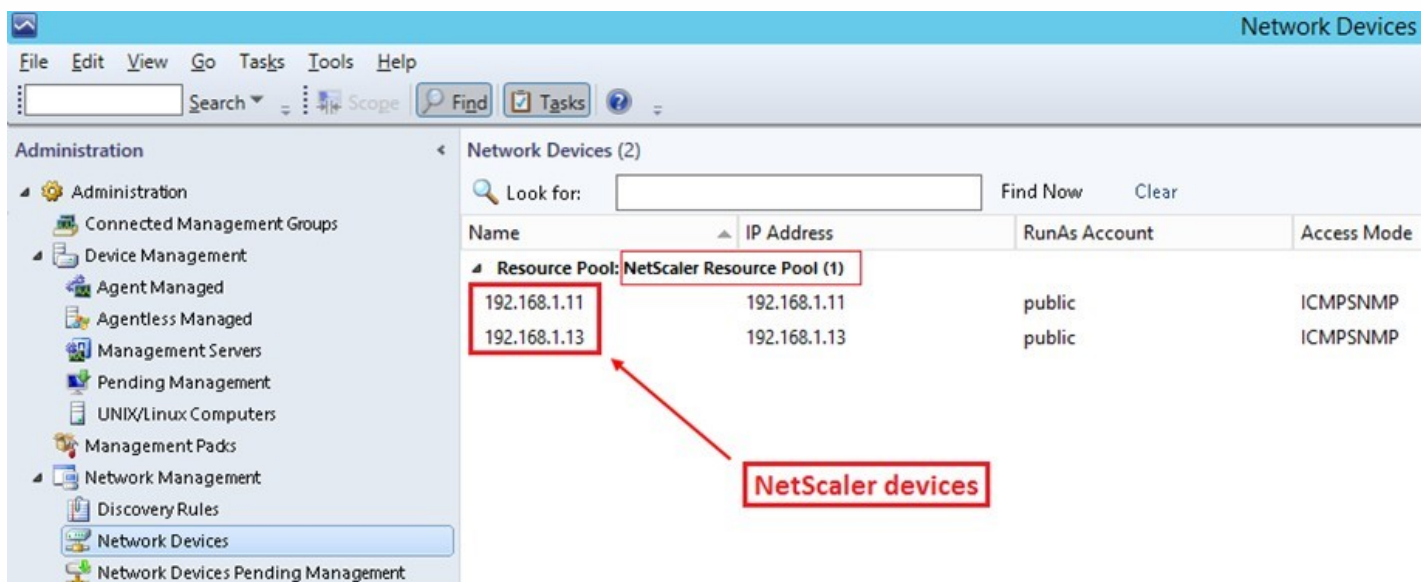 Network Devices
File Edit View Go Tasks Tools Help
Search Scope Find Tasks
Administration
Administration
Connected Management Groups
Device Management
Agent Managed
Agentless Managed
Management Servers
Pending Management
UNIX/Linux Computers
Management Packs
Network Management
Discovery Rules
Network Devices
Network Devices Pending Management
Network Devices (2)
Look for: Find Now Clear
Name IP Address RunAs Account Access Mode
Resource Pool: NetScaler Resource Pool (1)
192.168.1.11 192.168.1.11 public ICMPSNMP
192.168.1.13 192.168.1.13 public ICMPSNMP
NetScaler devices